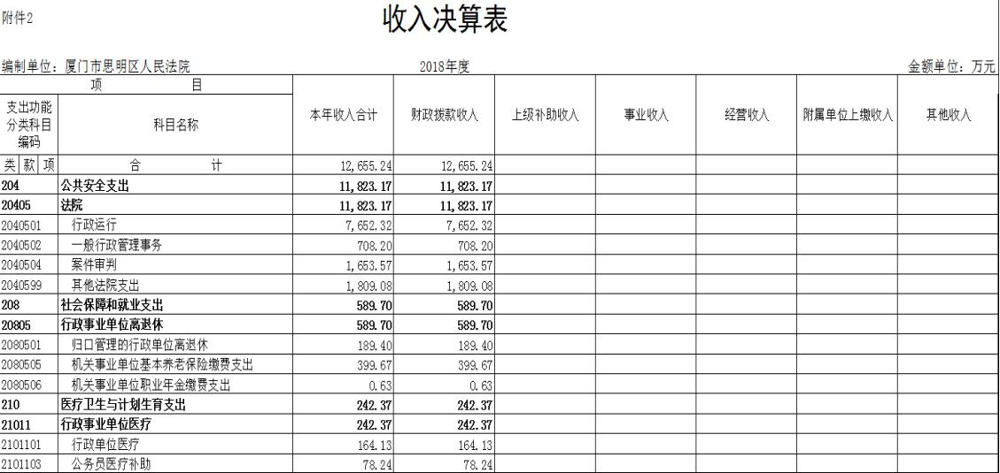 附件2
收入决算表
编制单位：厦门市思明区人民法院 2018年度 金额单位：万元
项 目
支出功能分类科目编码 科目名称 本年收入合计 财政拨款收入 上级补助收入 事业收入 经营收入 附属单位上缴收入 其他收入
类 款 项 合 计 12,655.24 12,655.24
204 公共安全支出 11,823.17 11,823.17
20405 法院 11,823.17 11,823.17
2040501 行政运行 7,652.32 7,652.32
2040502 一般行政管理事务 708.20 708.20
2040504 案件审判 1,653.57 1,653.57
2040599 其他法院支出 1,809.08 1,809.08
208 社会保障和就业支出 589.70 589.70
20805 行政事业单位离退休 589.70 589.70
2080501 归口管理的行政单位离退休 189.40 189.40
2080505 机关事业单位基本养老保险缴费支出 399.67 399.67
2080506 机关事业单位职业年金缴费支出 0.63 0.63
210 医疗卫生与计划生育支出 242.37 242.37
21011 行政事业单位医疗 242.37 242.37
2101101 行政单位医疗 164.13 164.13
2101103 公务员医疗补助 78.24 78.24